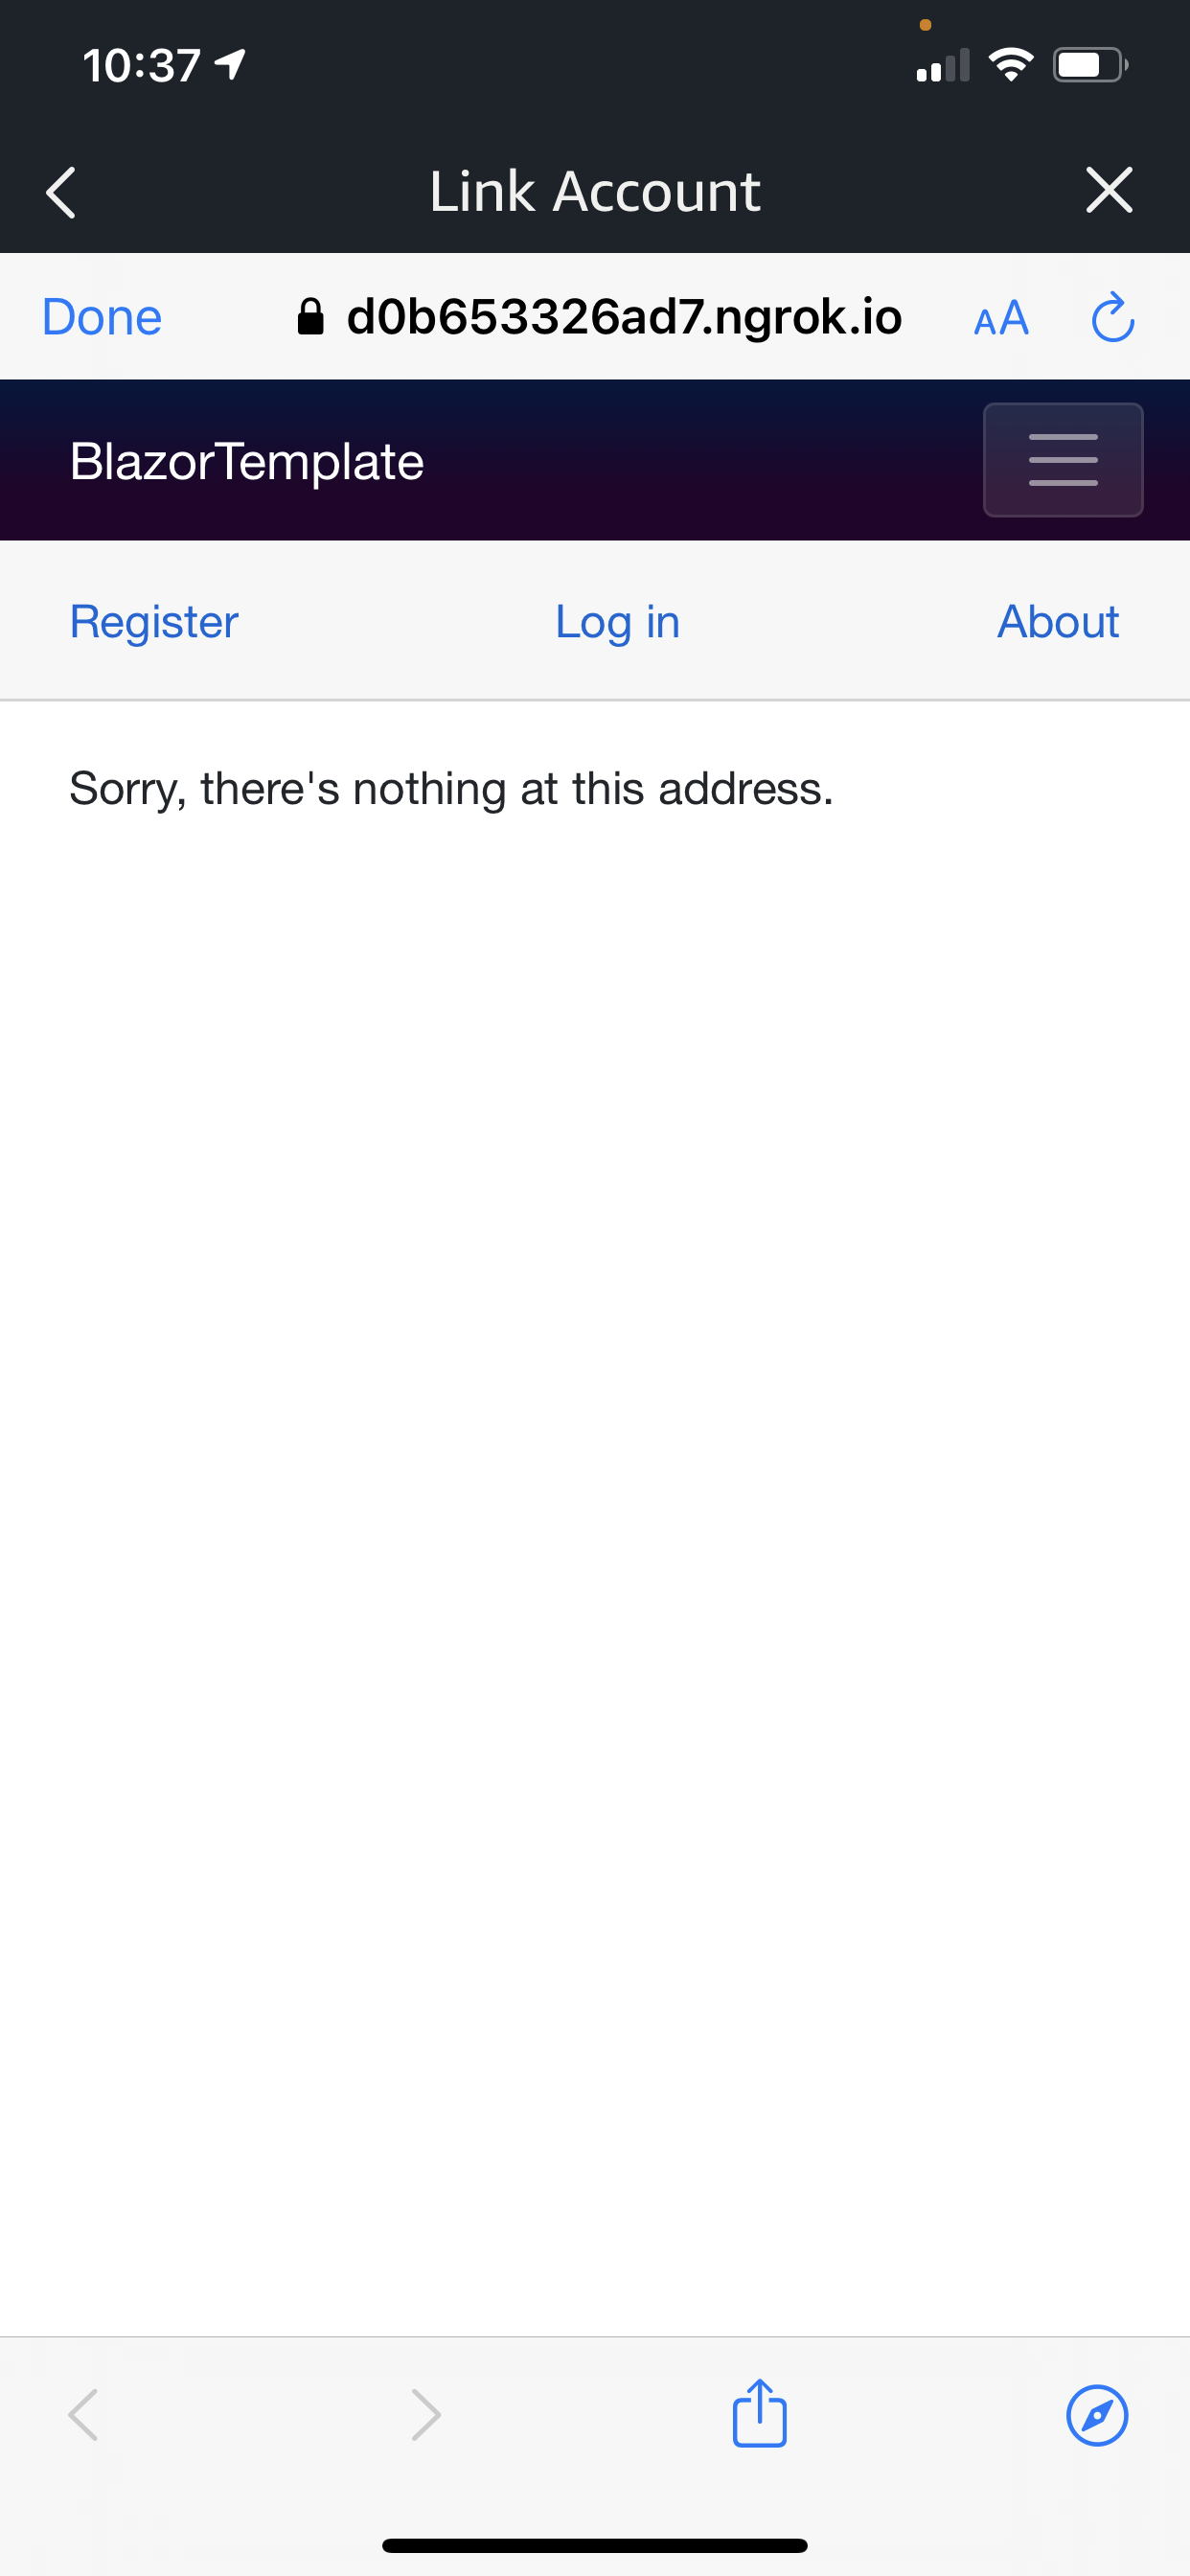 10:37
Link Account
Done d0b653326ad7.ngrok.io AA
BlazorTemplate
Register Log in About
Sorry, there's nothing at this address.